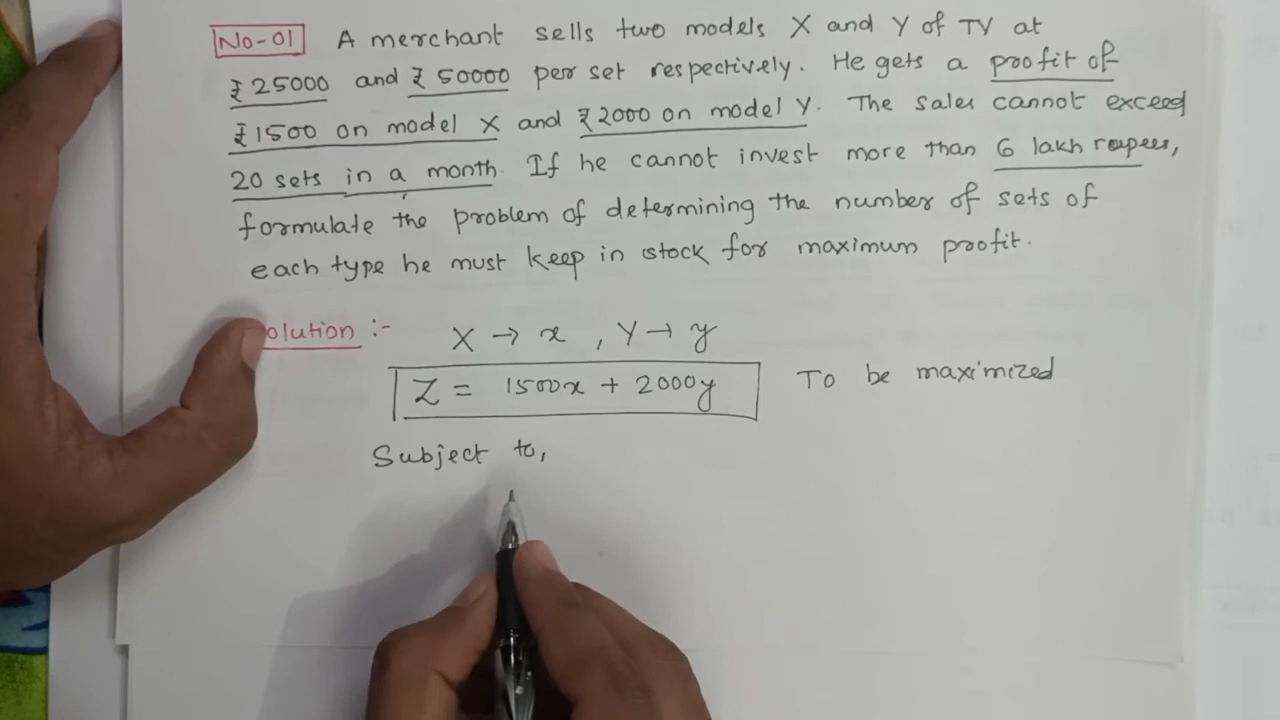 No-01 A merchant sells two models X and Y of TV at
₹25000 and ₹50000 per set respectively. He gets a profit of
₹1500 on model X and ₹2000 on model Y. The sales cannot exceed
20 sets in a month. If he cannot invest more than 6 lakh rupees,
formulate the problem of determining the number of sets of
each type he must keep in stock for maximum profit.
olution :- X → x , Y → y
Z = 1500x + 2000y To be maximized
Subject to,